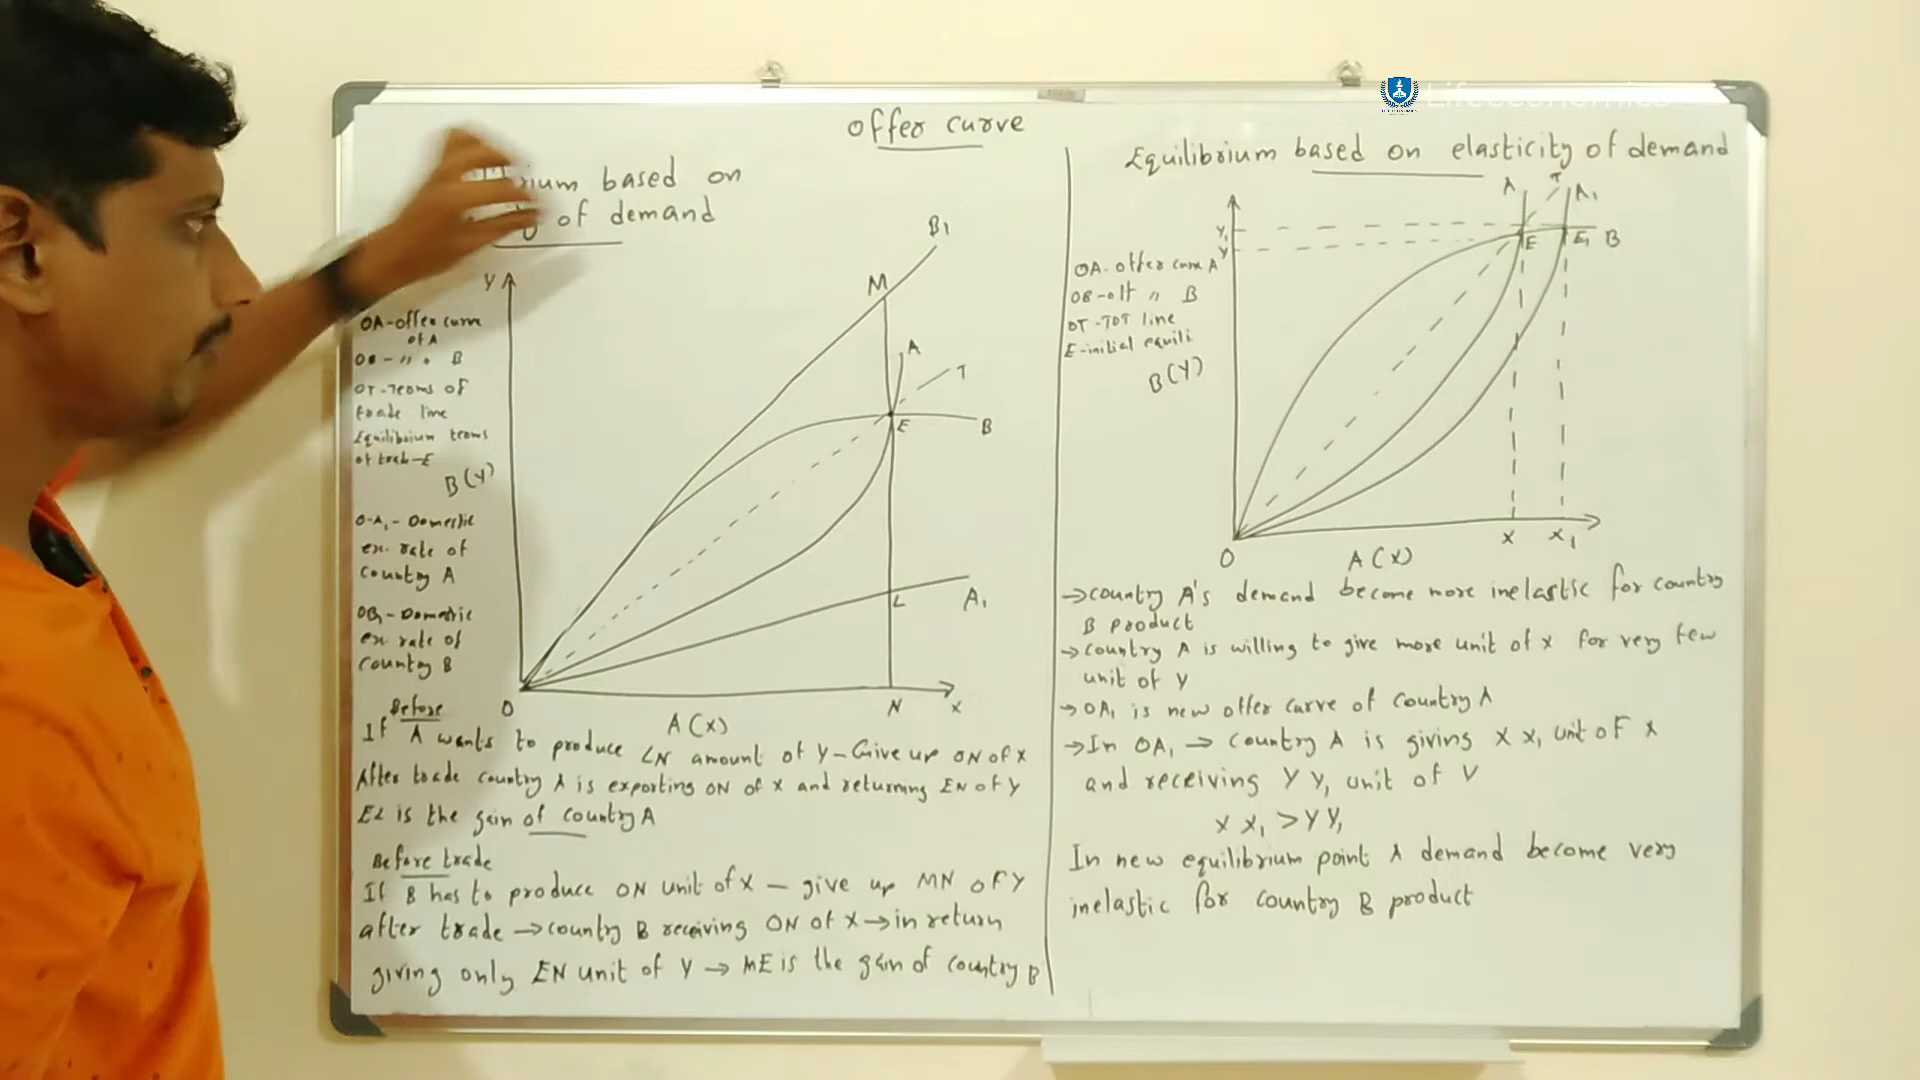 Lifeeconomics
Offer curve
rium based on
y of demand
B1
M
Y
A
T
OA-offer curve
of A
OB - 〃 〃 B
E
B
OT-Terms of
trade line
Equilibrium terms
of trade-E
B(Y)
O-A1 - Domestic
ex. rate of
country A
L
A1
OB1 - Domestic
ex rate of
country B
O
N
x
A(X)
Before
If A wants to produce LN amount of Y-Give up ON of X
After trade country A is exporting ON of X and returning EN of Y
EL is the gain of country A
Before trade
If B has to produce ON unit of X - give up MN of Y
after trade → country B receiving ON of X → in return
giving only EN unit of Y → ME is the gain of country B
Equilibrium based on elasticity of demand
A
T
A1
Y1
Y
E
E1
B
OA-offer curve A
OB-off 〃 B
OT-TOT line
E-initial equili
B(Y)
O
A(X)
X
X1
→ country A's demand become more inelastic for country
B product
→ country A is willing to give more unit of X for very few
unit of Y
→ OA1 is new offer curve of country A
→ In OA1 → country A is giving X X1 unit of X
and receiving Y Y1 unit of Y
X X1 > Y Y1
In new equilibrium point A demand become very
inelastic for country B product